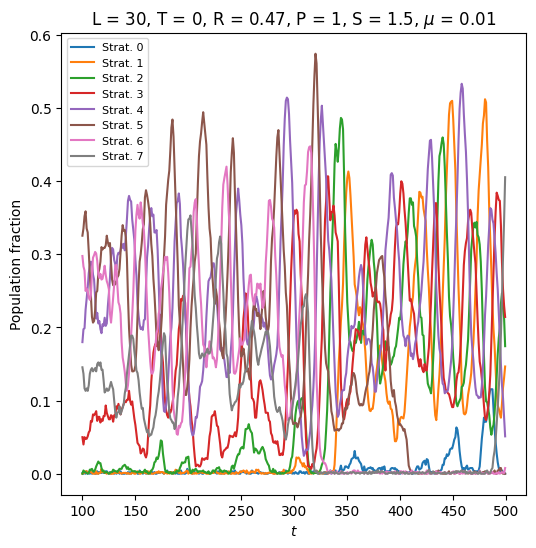 L = 30, T = 0, R = 0.47, P = 1, S = 1.5, μ = 0.01
Population fraction
0.6
0.5
0.4
0.3
0.2
0.1
0.0
Strat. 0
Strat. 1
Strat. 2
Strat. 3
Strat. 4
Strat. 5
Strat. 6
Strat. 7
100 150 200 250 300 350 400 450 500
t